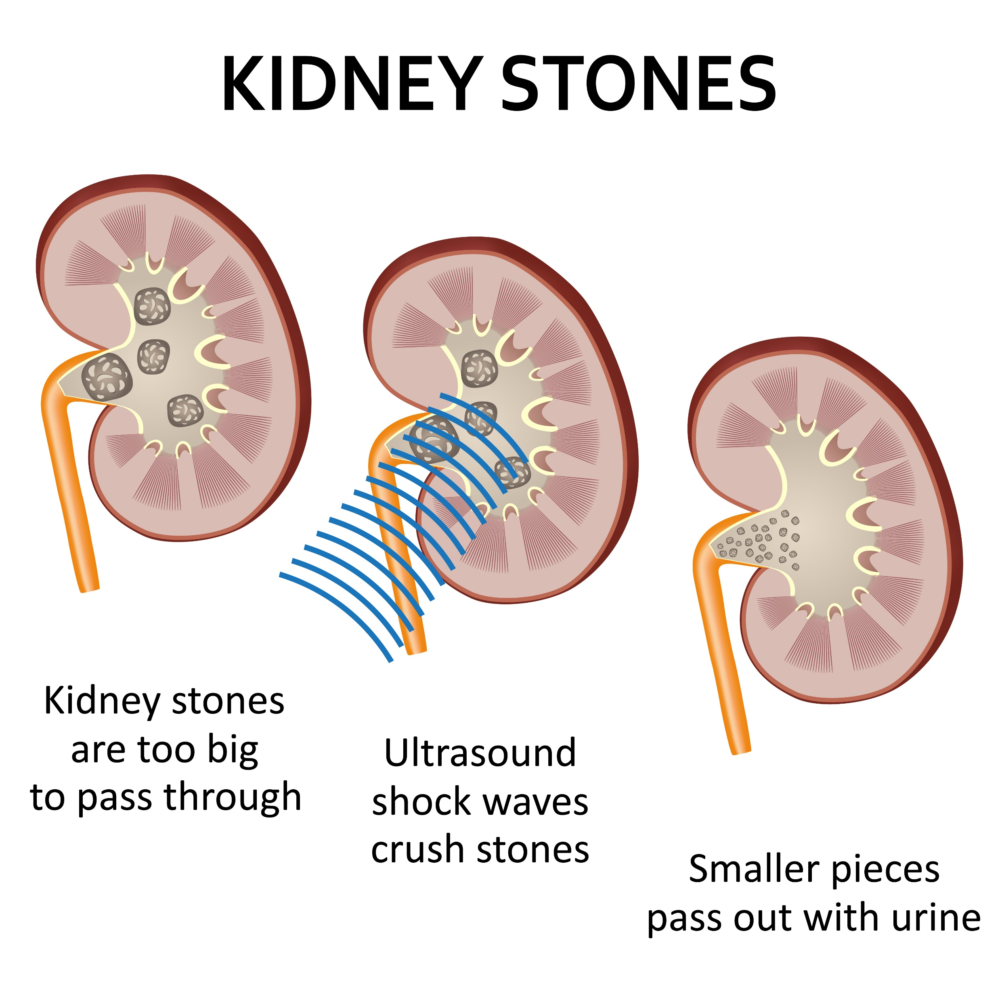 KIDNEY STONES
Kidney stones
are too big
to pass through
Ultrasound
shock waves
crush stones
Smaller pieces
pass out with urine